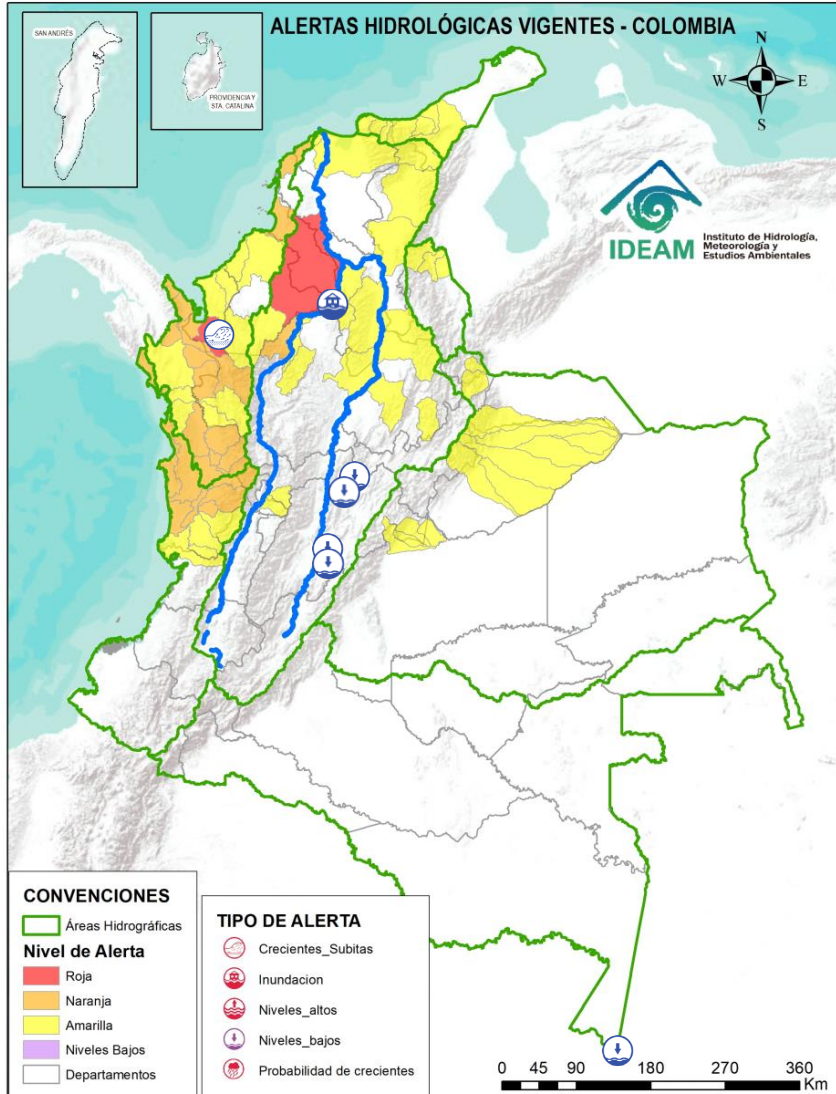 ALERTAS HIDROLÓGICAS VIGENTES - COLOMBIA
SAN ANDRÉS
PROVIDENCIA Y
STA. CATALINA
N
W
E
S
IDEAM
Instituto de Hidrología,
Meteorología y
Estudios Ambientales
CONVENCIONES
Áreas Hidrográficas
Nivel de Alerta
Roja
Naranja
Amarilla
Niveles Bajos
Departamentos
TIPO DE ALERTA
Crecientes_Subitas
Inundacion
Niveles_altos
Niveles_bajos
Probabilidad de crecientes
0 45 90 180 270 360
Km